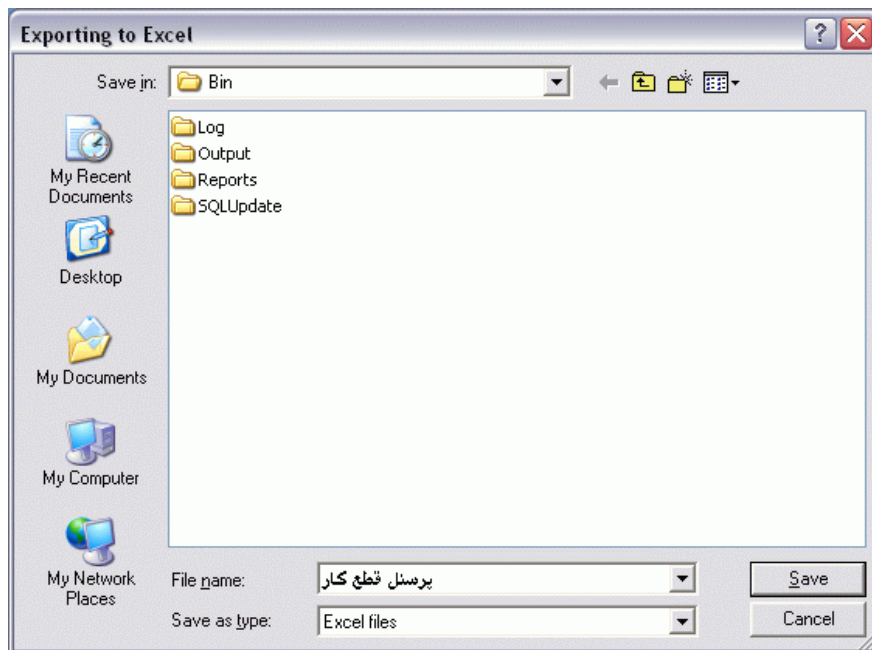 Exporting to Excel
Save in:
Bin
Log
Output
Reports
SQLUpdate
My Recent
Documents
Desktop
My Documents
My Computer
My Network
Places
File name:
پرسنل قطع کار
Save
Save as type:
Excel files
Cancel